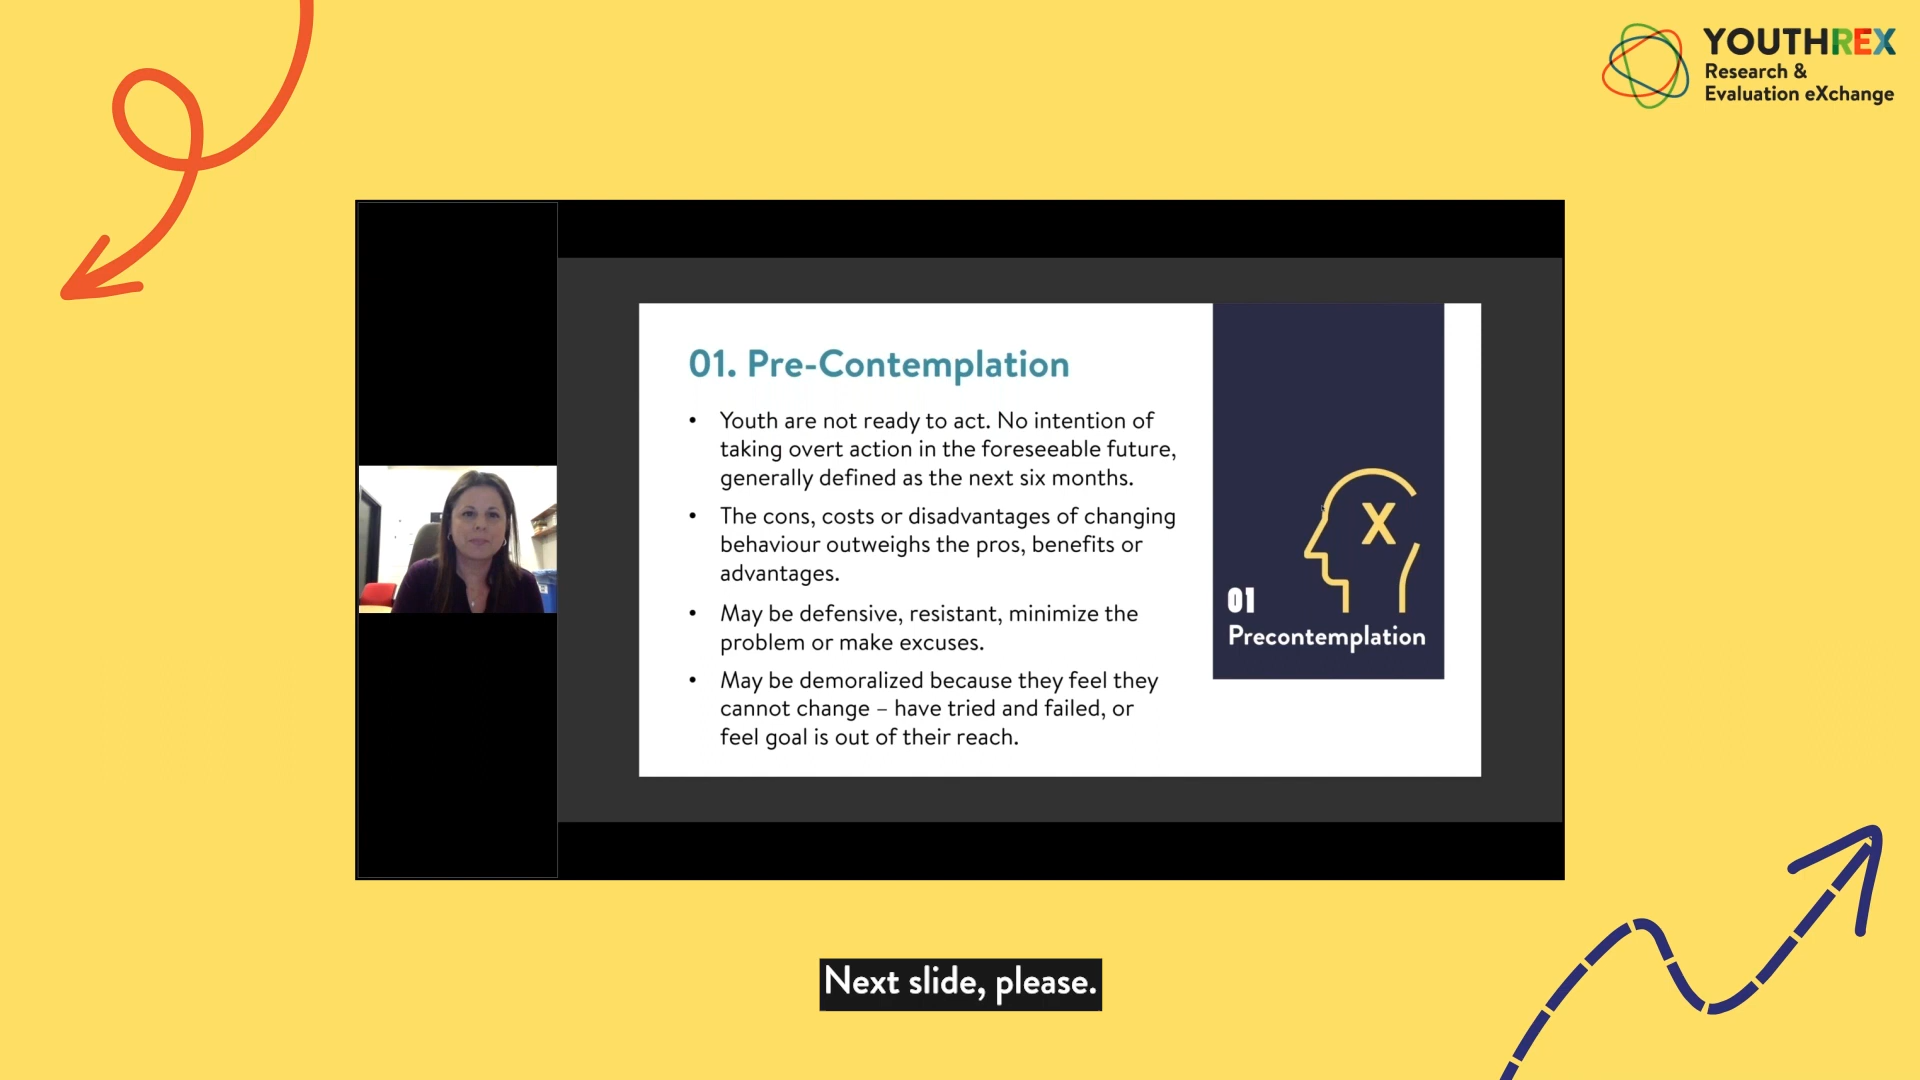 YOUTHREX
Research &
Evaluation eXchange
01. Pre-Contemplation
• Youth are not ready to act. No intention of
taking overt action in the foreseeable future,
generally defined as the next six months.
• The cons, costs or disadvantages of changing
behaviour outweighs the pros, benefits or
advantages.
• May be defensive, resistant, minimize the
problem or make excuses.
• May be demoralized because they feel they
cannot change – have tried and failed, or
feel goal is out of their reach.
X
01
Precontemplation
Next slide, please.